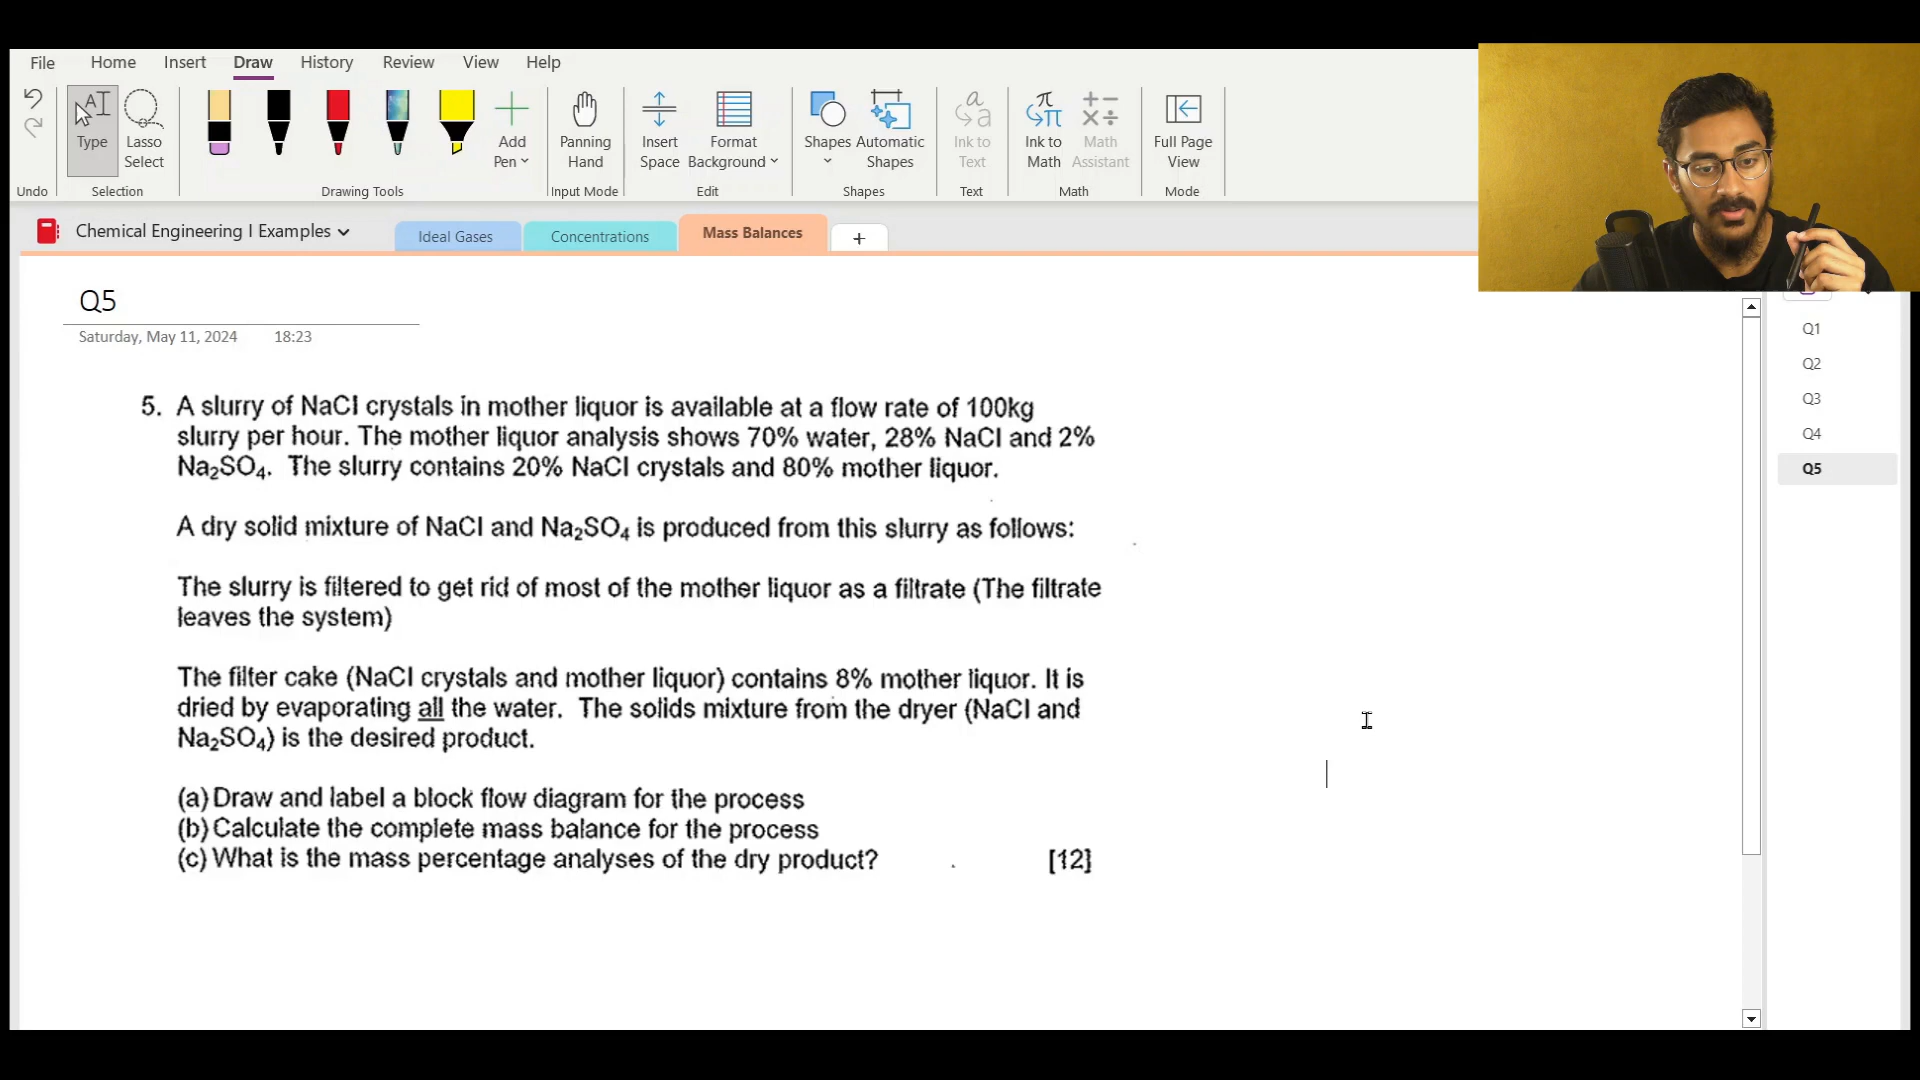 File Home Insert Draw History Review View Help
Type
Lasso Select
Add Pen
Panning Hand
Insert Space
Format Background
Shapes
Automatic Shapes
Ink to Text
Ink to Math
Math Assistant
Full Page View
Undo Selection Drawing Tools Input Mode Edit Shapes Text Math Mode
Chemical Engineering I Examples Ideal Gases Concentrations Mass Balances +
Q5
Saturday, May 11, 2024 18:23
Q1
Q2
Q3
Q4
Q5
5. A slurry of NaCl crystals in mother liquor is available at a flow rate of 100kg
slurry per hour. The mother liquor analysis shows 70% water, 28% NaCl and 2%
Na₂SO₄. The slurry contains 20% NaCl crystals and 80% mother liquor.
A dry solid mixture of NaCl and Na₂SO₄ is produced from this slurry as follows:
The slurry is filtered to get rid of most of the mother liquor as a filtrate (The filtrate
leaves the system)
The filter cake (NaCl crystals and mother liquor) contains 8% mother liquor. It is
dried by evaporating all the water. The solids mixture from the dryer (NaCl and
Na₂SO₄) is the desired product.
(a) Draw and label a block flow diagram for the process
(b) Calculate the complete mass balance for the process
(c) What is the mass percentage analyses of the dry product? [12]